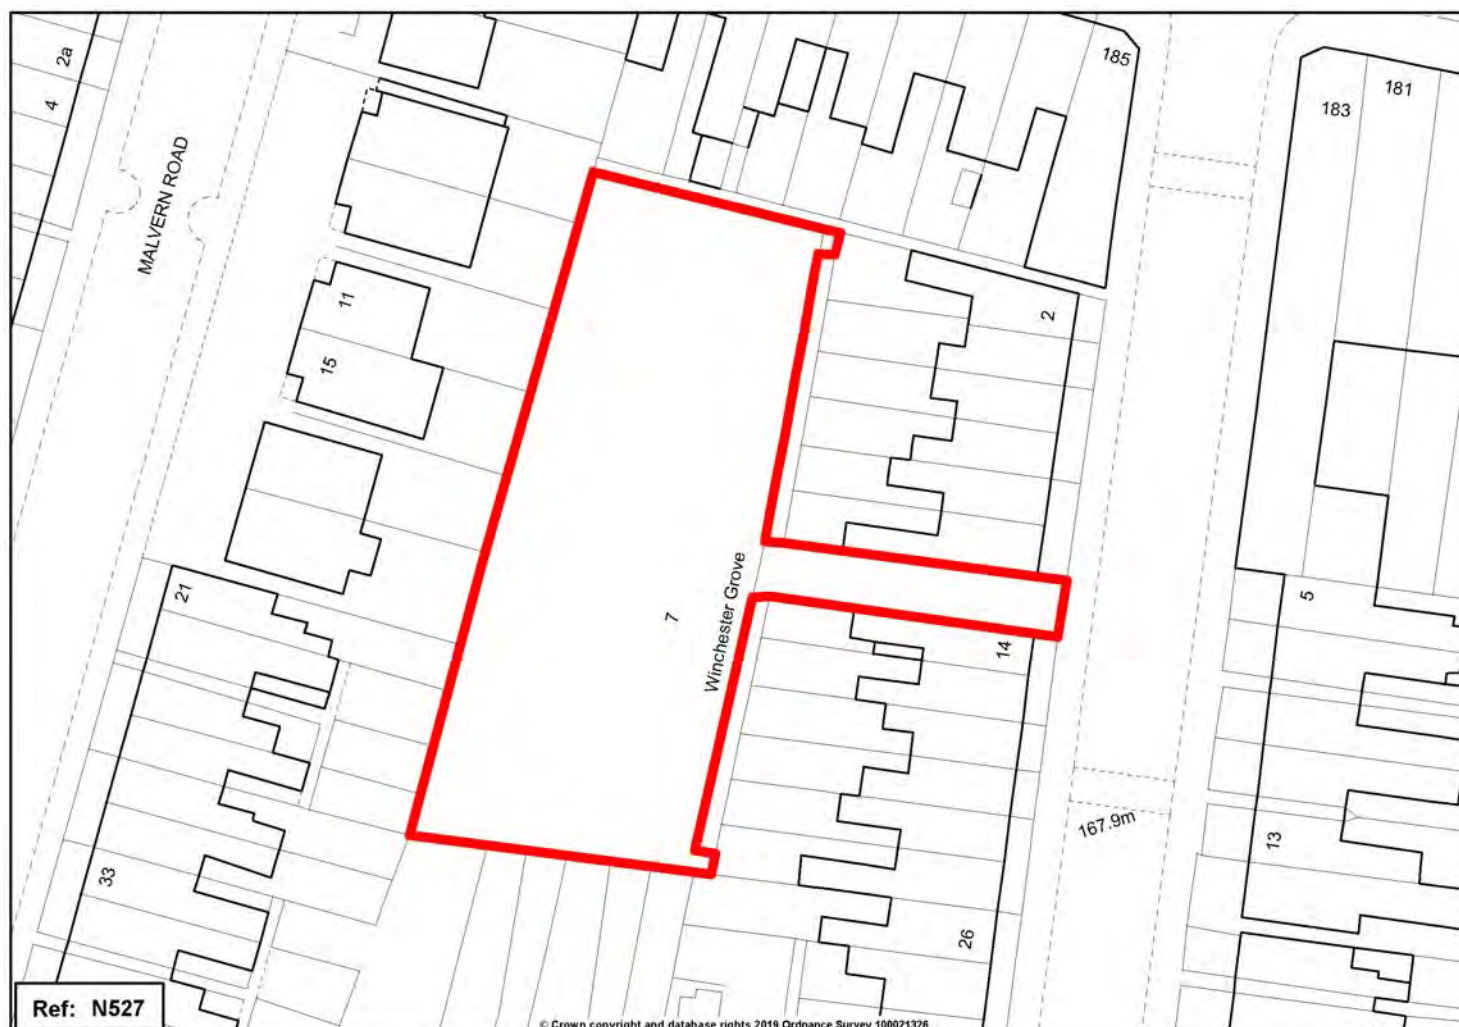 2a
4
MALVERN ROAD
185
183
181
11
15
2
21
7
Winchester Grove
14
5
33
26
167.9m
13
Ref: N527
© Crown copyright and database rights 2019 Ordnance Survey 100021326